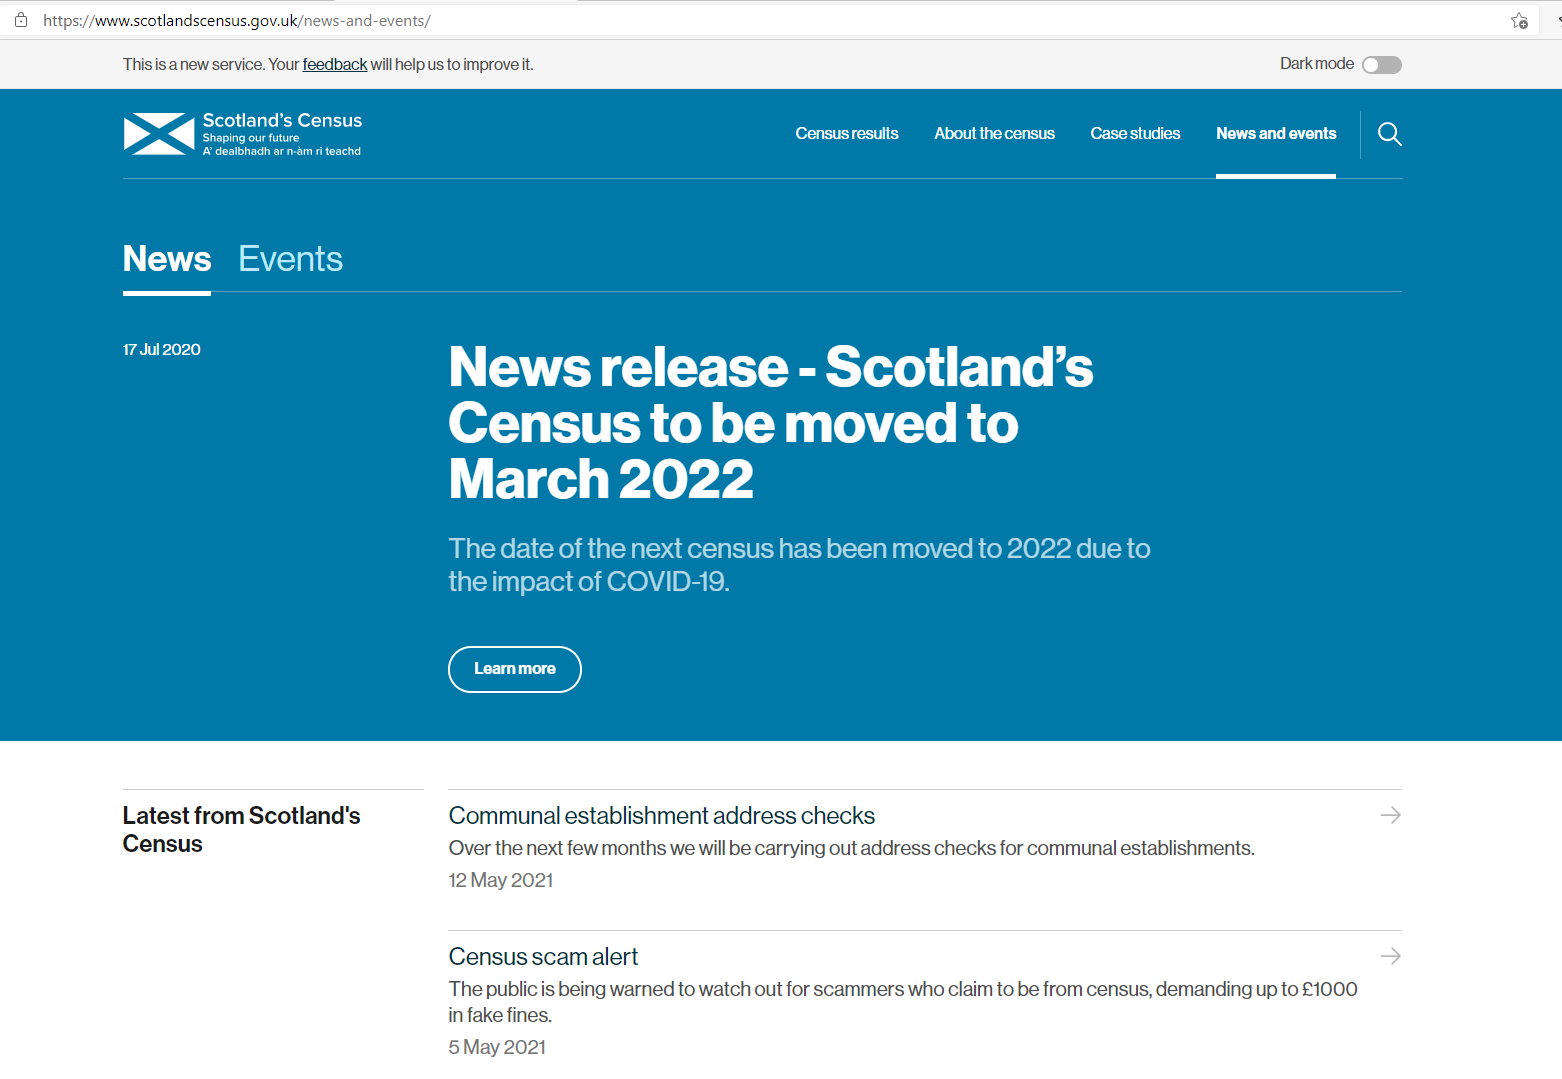 https://www.scotlandscensus.gov.uk/news-and-events/
This is a new service. Your feedback will help us to improve it.
Dark mode
Scotland's Census
Shaping our future
A' dealbhadh ar n-àm ri teachd
Census results
About the census
Case studies
News and events
News
Events
17 Jul 2020
News release - Scotland’s
Census to be moved to
March 2022
The date of the next census has been moved to 2022 due to
the impact of COVID-19.
Learn more
Latest from Scotland's
Census
Communal establishment address checks
Over the next few months we will be carrying out address checks for communal establishments.
12 May 2021
Census scam alert
The public is being warned to watch out for scammers who claim to be from census, demanding up to £1000
in fake fines.
5 May 2021